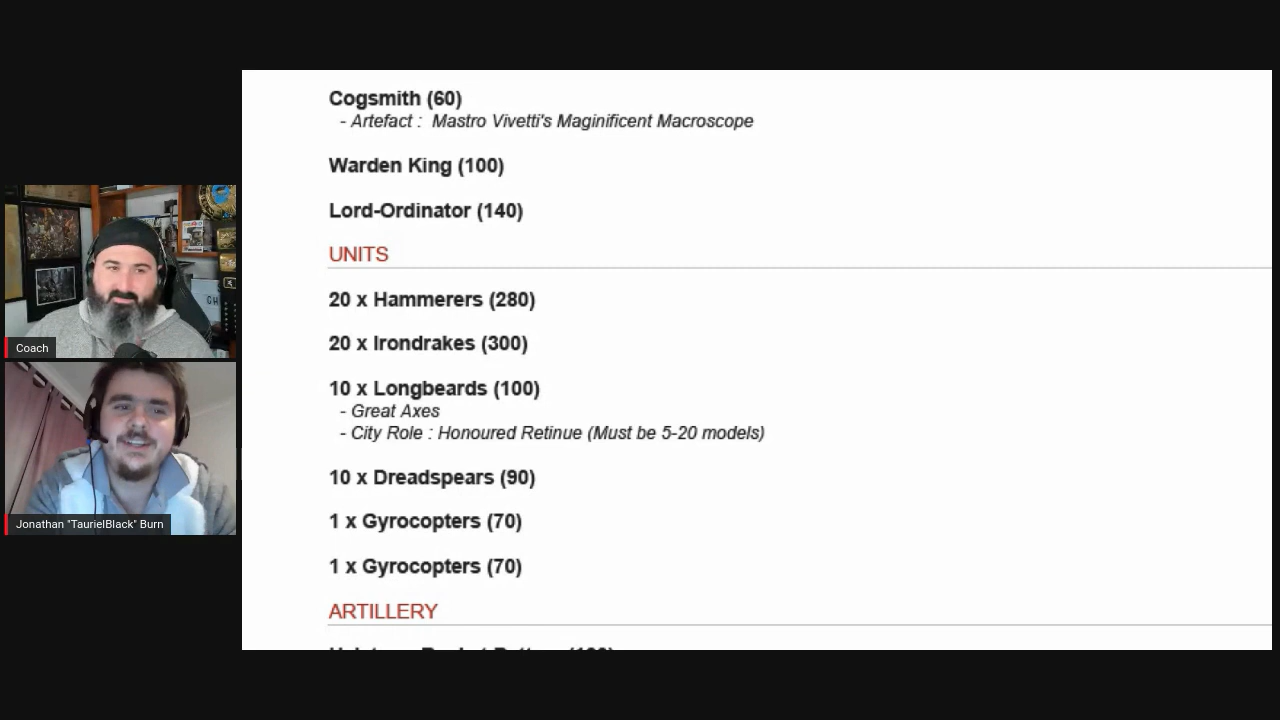 Cogsmith (60)
- Artefact : Mastro Vivetti's Maginificent Macroscope
Warden King (100)
Lord-Ordinator (140)
UNITS
20 x Hammerers (280)
20 x Irondrakes (300)
10 x Longbeards (100)
- Great Axes
- City Role : Honoured Retinue (Must be 5-20 models)
10 x Dreadspears (90)
1 x Gyrocopters (70)
1 x Gyrocopters (70)
ARTILLERY
Coach
Jonathan "TaurielBlack" Burn